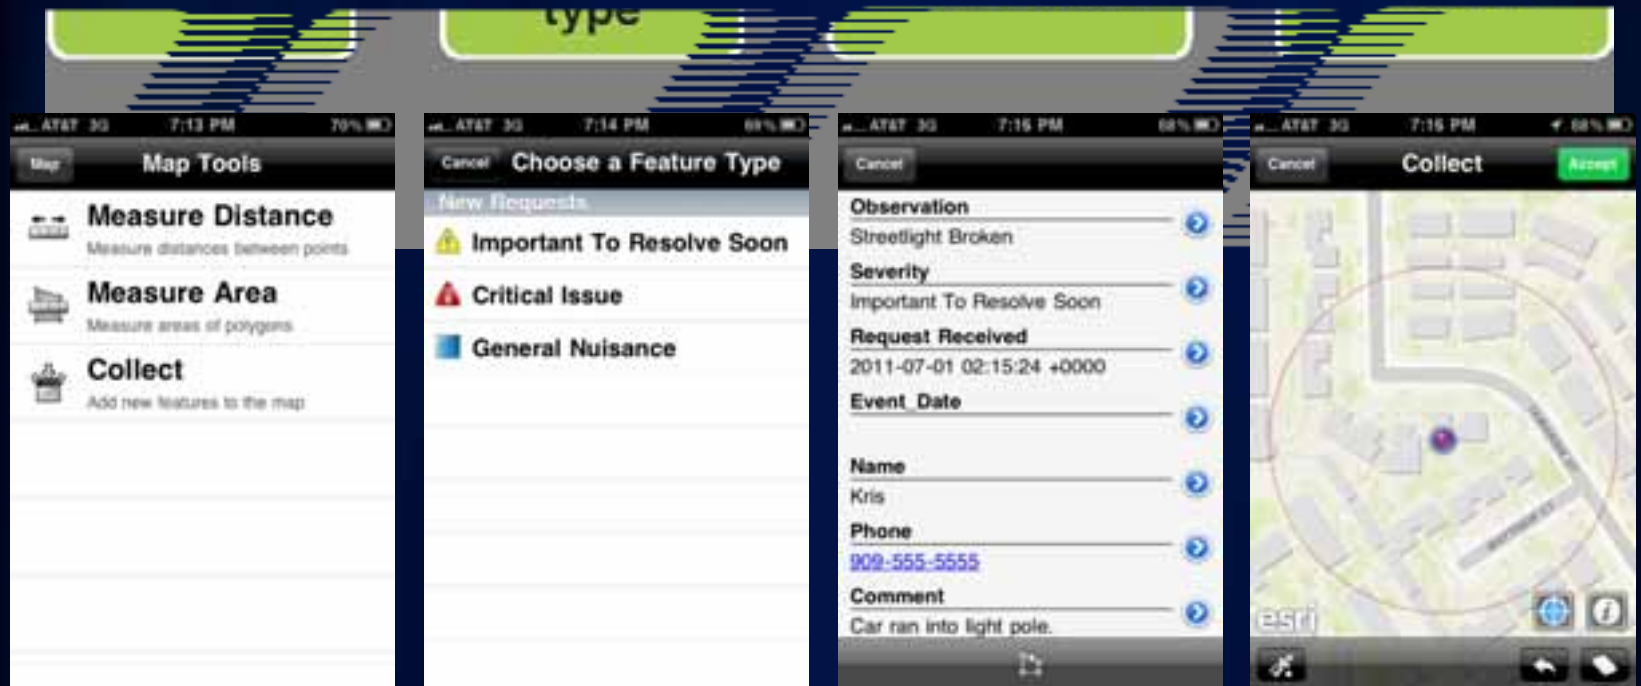 type
AT&T 3G 7:13 PM 70%
Map
Map Tools
Measure Distance
Measure distances between points
Measure Area
Measure areas of polygons
Collect
Add new features to the map
AT&T 3G 7:14 PM 69%
Cancel
Choose a Feature Type
New Requests
Important To Resolve Soon
Critical Issue
General Nuisance
AT&T 3G 7:15 PM 68%
Cancel
Observation
Streetlight Broken
Severity
Important To Resolve Soon
Request Received
2011-07-01 02:15:24 +0000
Event_Date
Name
Kris
Phone
909-555-5555
Comment
Car ran into light pole.
AT&T 3G 7:15 PM 68%
Cancel
Collect
Accept
esri